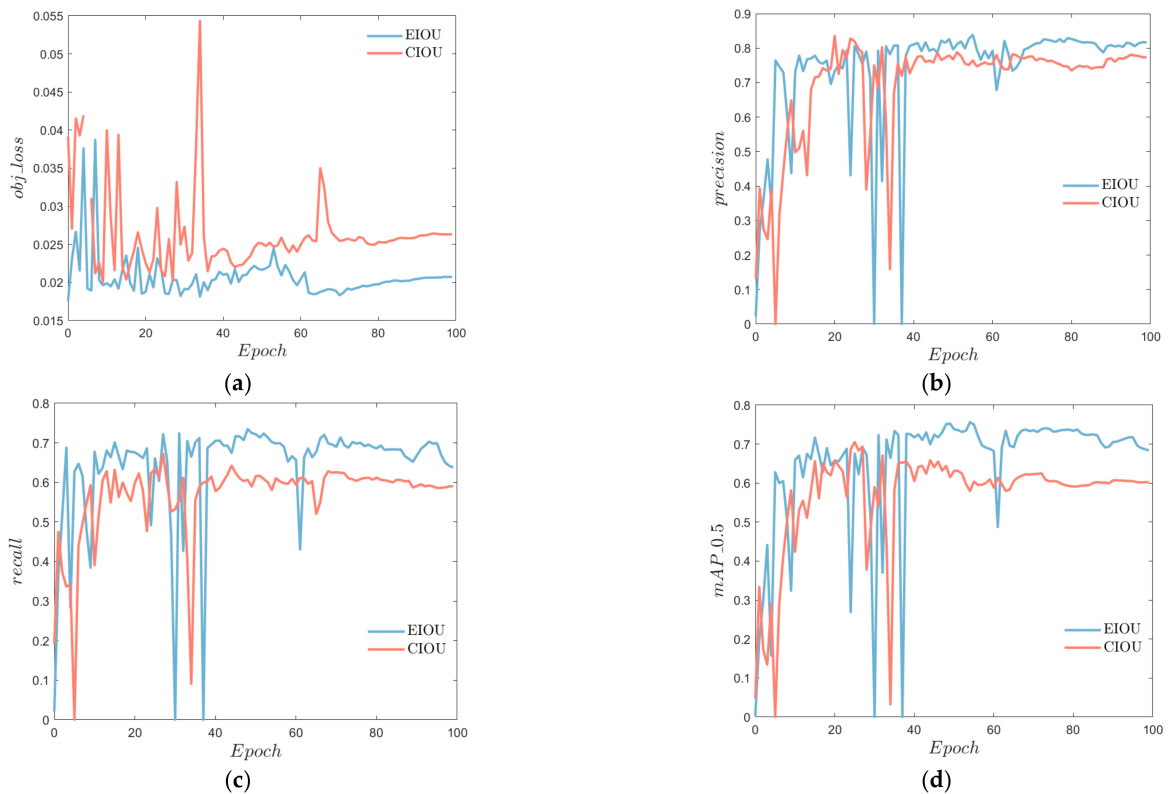 0.055
0.05
0.045
0.04
0.035
0.03
0.025
0.02
0.015
obj_loss
0 20 40 60 80 100
Epoch
EIOU
CIOU
(a)
0.9
0.8
0.7
0.6
0.5
0.4
0.3
0.2
0.1
0
precision
0 20 40 60 80 100
Epoch
EIOU
CIOU
(b)
0.8
0.7
0.6
0.5
0.4
0.3
0.2
0.1
0
recall
0 20 40 60 80 100
Epoch
EIOU
CIOU
(c)
0.8
0.7
0.6
0.5
0.4
0.3
0.2
0.1
0
mAP_0.5
0 20 40 60 80 100
Epoch
EIOU
CIOU
(d)